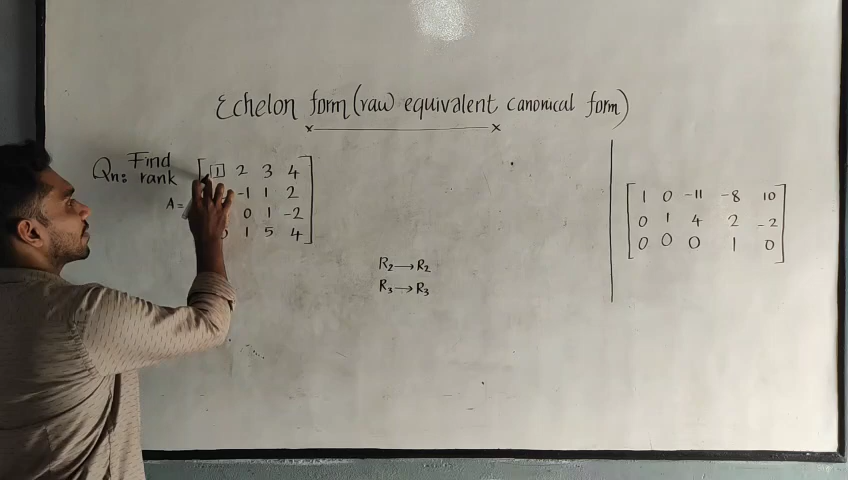 Echelon form (raw equivalent canonical form)
x x
Qn: Find rank
A =
1 2 3 4
-1 1 2
0 1 -2
0 1 5 4
R2 → R2
R3 → R3
1 0 -11 -8 10
0 1 4 2 -2
0 0 0 1 0